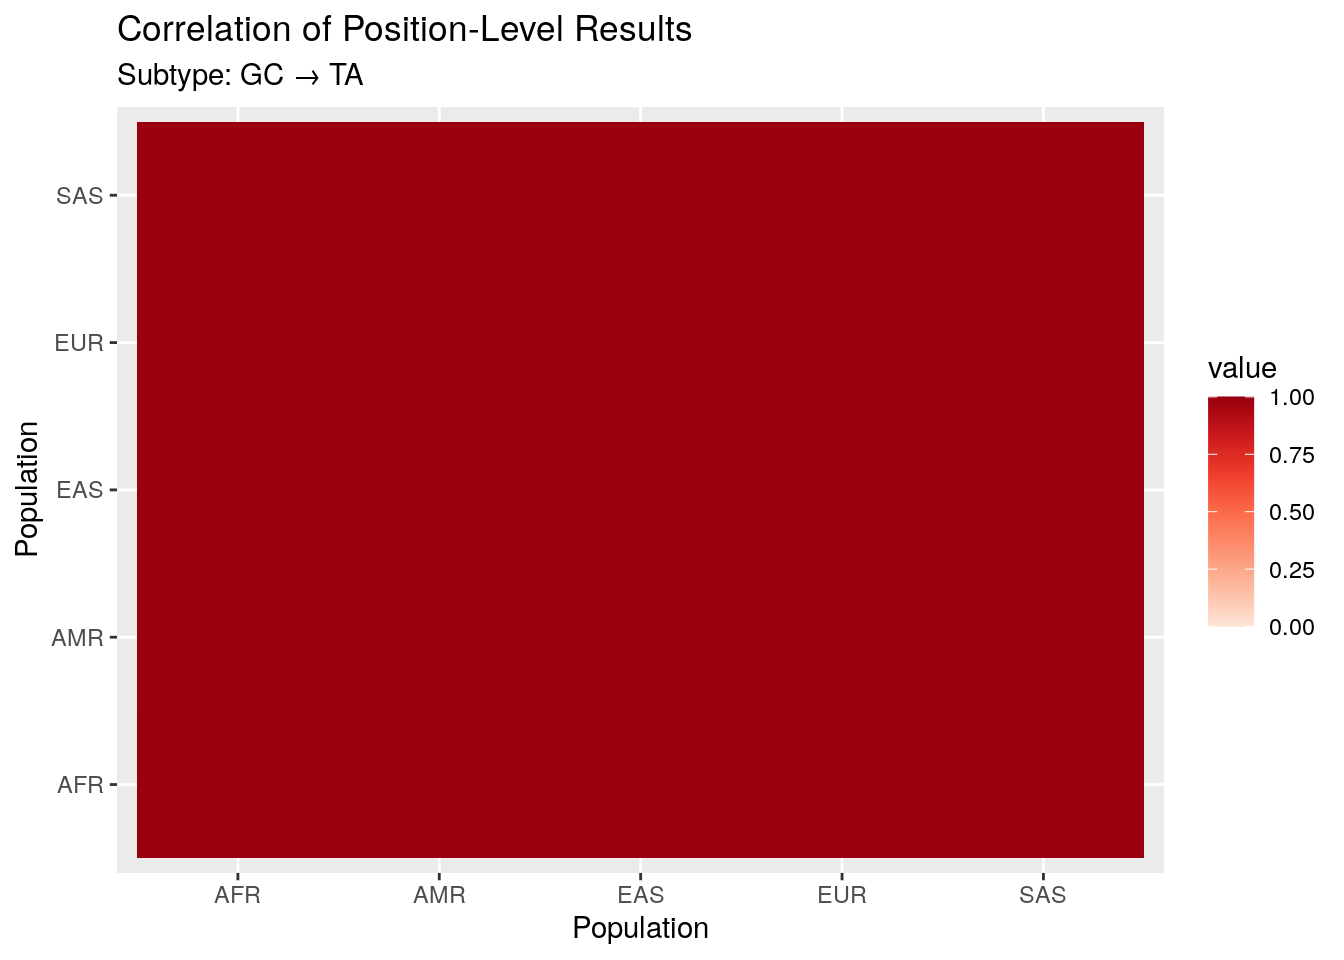 Correlation of Position-Level Results
Subtype: GC → TA
SAS
EUR
EAS
AMR
AFR
Population
AFR AMR EAS EUR SAS
Population
value
1.00
0.75
0.50
0.25
0.00